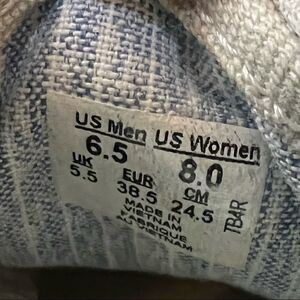 US Men US Women
6.5 8.0
UK EUR CM
5.5 38.5 24.5
MADE IN
VIETNAM
FABRIQUE
AU VIETNAM
TB4R